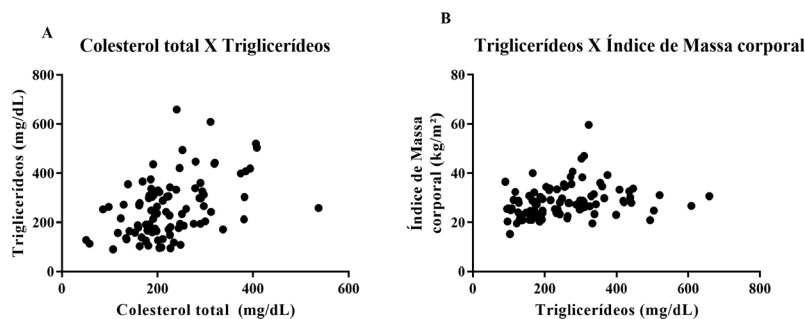 A
Colesterol total X Triglicerídeos
Triglicerídeos (mg/dL)
800
600
400
200
0
0 200 400 600
Colesterol total (mg/dL)
B
Triglicerídeos X Índice de Massa corporal
Índice de Massa
corporal (kg/m²)
60
40
20
0
0 200 400 600 800
Triglicerídeos (mg/dL)